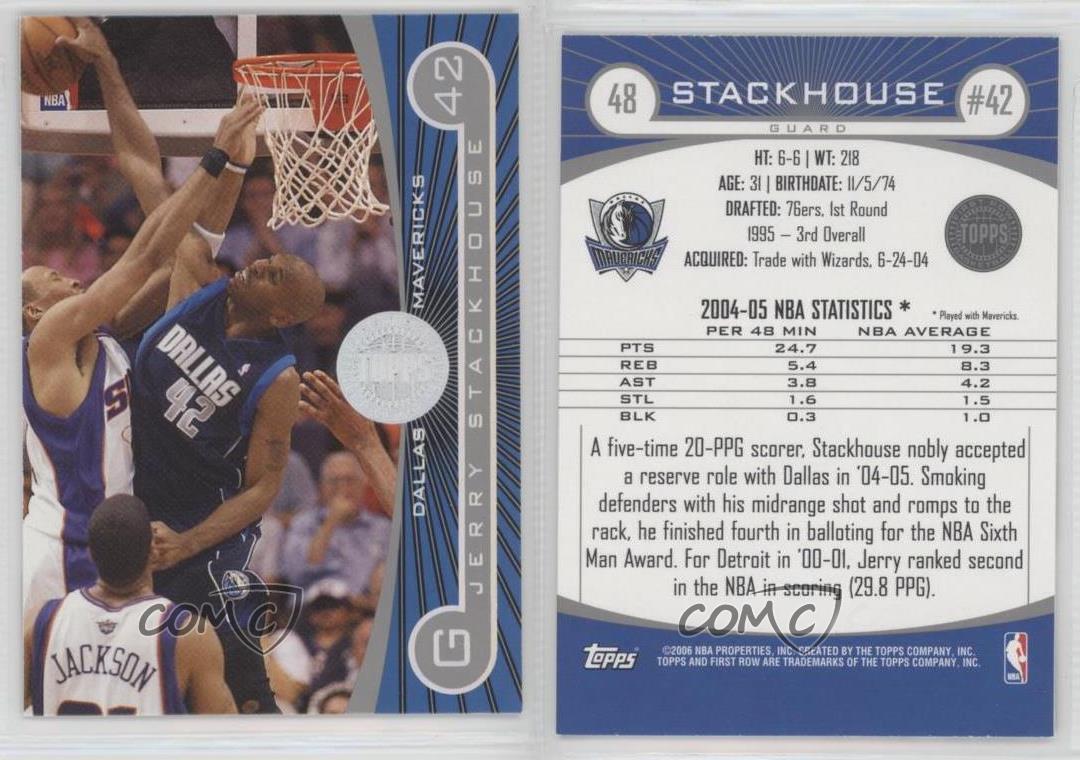 NBA
DALLAS
42
JACKSON
DALLAS MAVERICKS
G JERRY STACKHOUSE 42
COMC
48
STACKHOUSE
#42
GUARD
HT: 6-6 | WT: 218
AGE: 31 | BIRTHDATE: 11/5/74
DRAFTED: 76ers, 1st Round
1995 – 3rd Overall
ACQUIRED: Trade with Wizards, 6-24-04
MAVERICKS
TOPPS
2004-05 NBA STATISTICS *
* Played with Mavericks.
PER 48 MIN NBA AVERAGE
PTS 24.7 19.3
REB 5.4 8.3
AST 3.8 4.2
STL 1.6 1.5
BLK 0.3 1.0
A five-time 20-PPG scorer, Stackhouse nobly accepted
a reserve role with Dallas in '04-05. Smoking
defenders with his midrange shot and romps to the
rack, he finished fourth in balloting for the NBA Sixth
Man Award. For Detroit in '00-01, Jerry ranked second
in the NBA in scoring (29.8 PPG).
COMC
Topps
©2006 NBA PROPERTIES, INC. CREATED BY THE TOPPS COMPANY, INC.
TOPPS AND FIRST ROW ARE TRADEMARKS OF THE TOPPS COMPANY, INC.
NBA